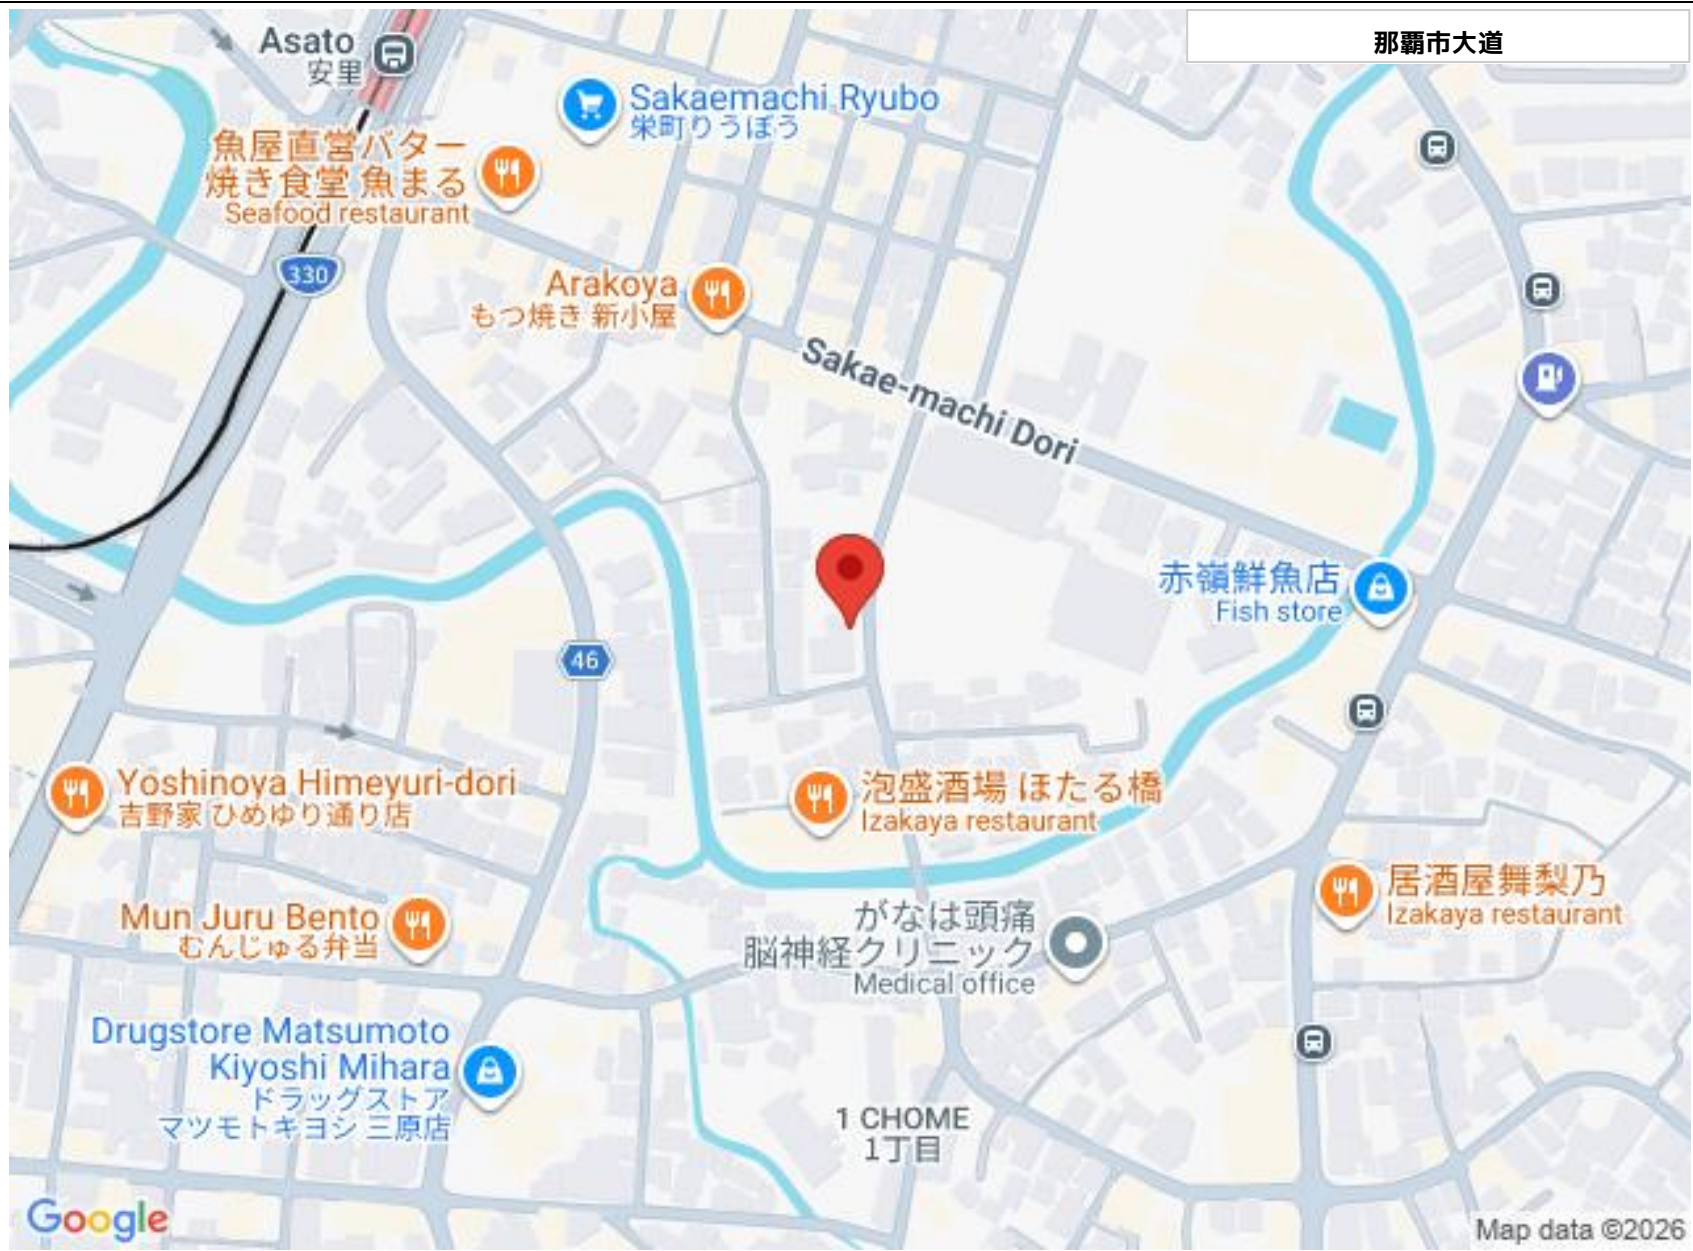 那覇市大道
Asato
安里
Sakaemachi Ryubo
栄町りうぼう
魚屋直営バター
焼き食堂 魚まる
Seafood restaurant
330
Arakoya
もつ焼き 新小屋
Sakae-machi Dori
赤嶺鮮魚店
Fish store
46
Yoshinoya Himeyuri-dori
吉野家 ひめゆり通り店
泡盛酒場 ほたる橋
Izakaya restaurant
居酒屋舞梨乃
Izakaya restaurant
Mun Juru Bento
むんじゅる弁当
がなは頭痛
脳神経クリニック
Medical office
Drugstore Matsumoto
Kiyoshi Mihara
ドラッグストア
マツモトキヨシ 三原店
1 CHOME
1丁目
Google
Map data ©2026